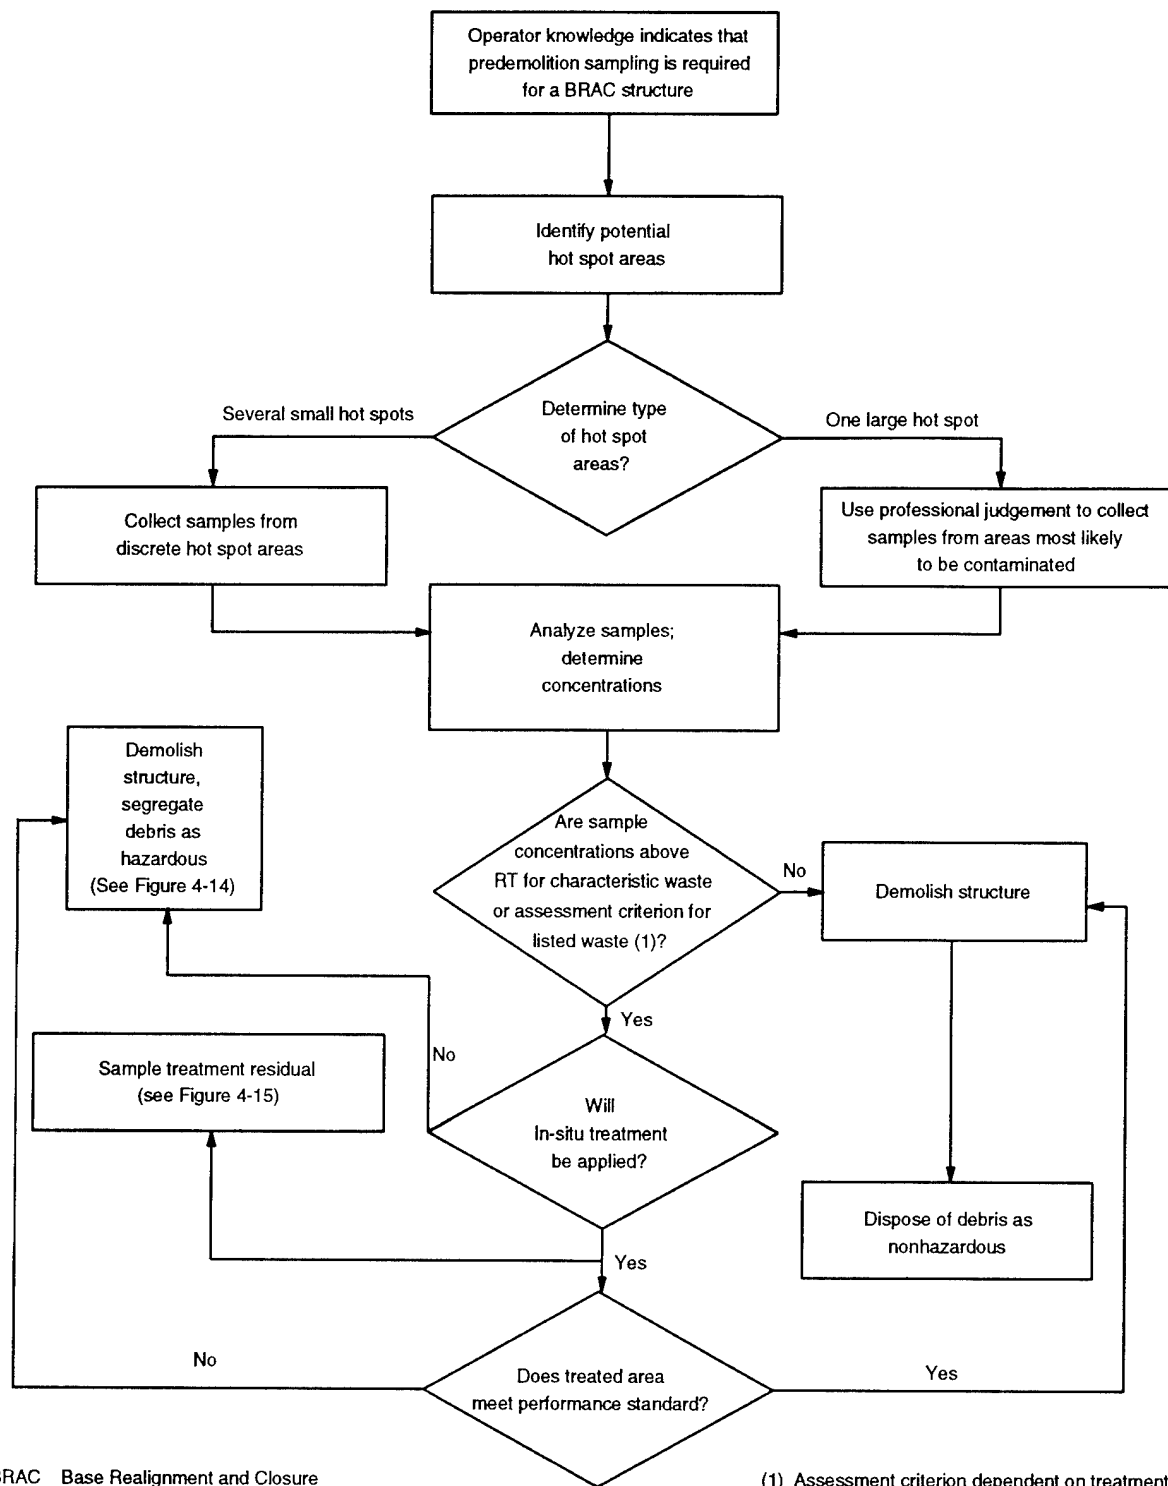 Operator knowledge indicates that
predemolition sampling is required
for a BRAC structure
Identify potential
hot spot areas
Determine type
of hot spot
areas?
Several small hot spots
One large hot spot
Collect samples from
discrete hot spot areas
Use professional judgement to collect
samples from areas most likely
to be contaminated
Analyze samples;
determine
concentrations
Demolish
structure,
segregate
debris as
hazardous
(See Figure 4-14)
Are sample
concentrations above
RT for characteristic waste
or assessment criterion for
listed waste (1)?
No
Demolish structure
Yes
No
Sample treatment residual
(see Figure 4-15)
Will
In-situ treatment
be applied?
Dispose of debris as
nonhazardous
Yes
No
Does treated area
meet performance standard?
Yes
BRAC Base Realignment and Closure
(1) Assessment criterion dependent on treatment